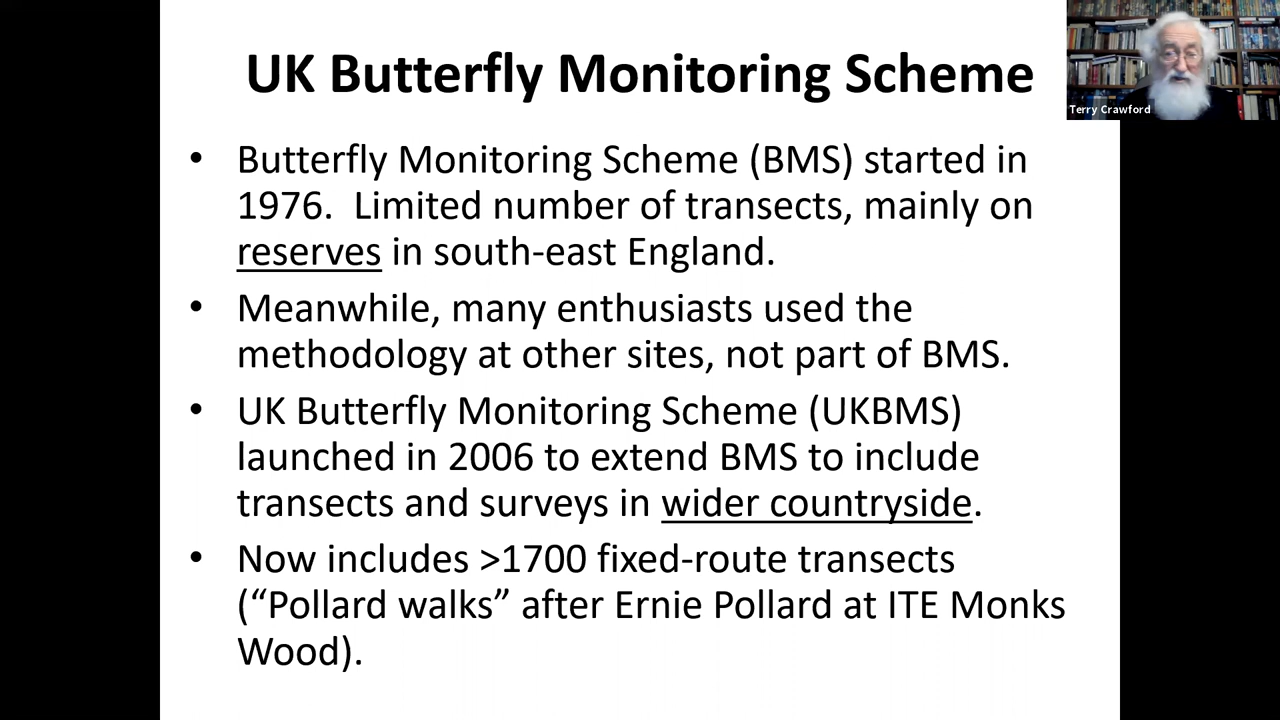 UK Butterfly Monitoring Scheme
Terry Crawford
• Butterfly Monitoring Scheme (BMS) started in
1976.  Limited number of transects, mainly on
reserves in south-east England.
• Meanwhile, many enthusiasts used the
methodology at other sites, not part of BMS.
• UK Butterfly Monitoring Scheme (UKBMS)
launched in 2006 to extend BMS to include
transects and surveys in wider countryside.
• Now includes >1700 fixed-route transects
(“Pollard walks” after Ernie Pollard at ITE Monks
Wood).